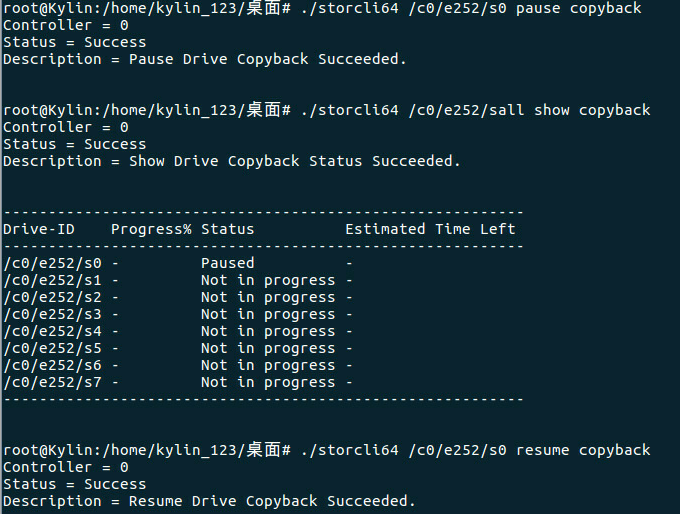 root@Kylin:/home/kylin_123/桌面# ./storcli64 /c0/e252/s0 pause copyback
Controller = 0
Status = Success
Description = Pause Drive Copyback Succeeded.
root@Kylin:/home/kylin_123/桌面# ./storcli64 /c0/e252/sall show copyback
Controller = 0
Status = Success
Description = Show Drive Copyback Status Succeeded.
----------------------------------------------------------
Drive-ID    Progress% Status          Estimated Time Left
----------------------------------------------------------
/c0/e252/s0 -         Paused          -
/c0/e252/s1 -         Not in progress -
/c0/e252/s2 -         Not in progress -
/c0/e252/s3 -         Not in progress -
/c0/e252/s4 -         Not in progress -
/c0/e252/s5 -         Not in progress -
/c0/e252/s6 -         Not in progress -
/c0/e252/s7 -         Not in progress -
----------------------------------------------------------
root@Kylin:/home/kylin_123/桌面# ./storcli64 /c0/e252/s0 resume copyback
Controller = 0
Status = Success
Description = Resume Drive Copyback Succeeded.